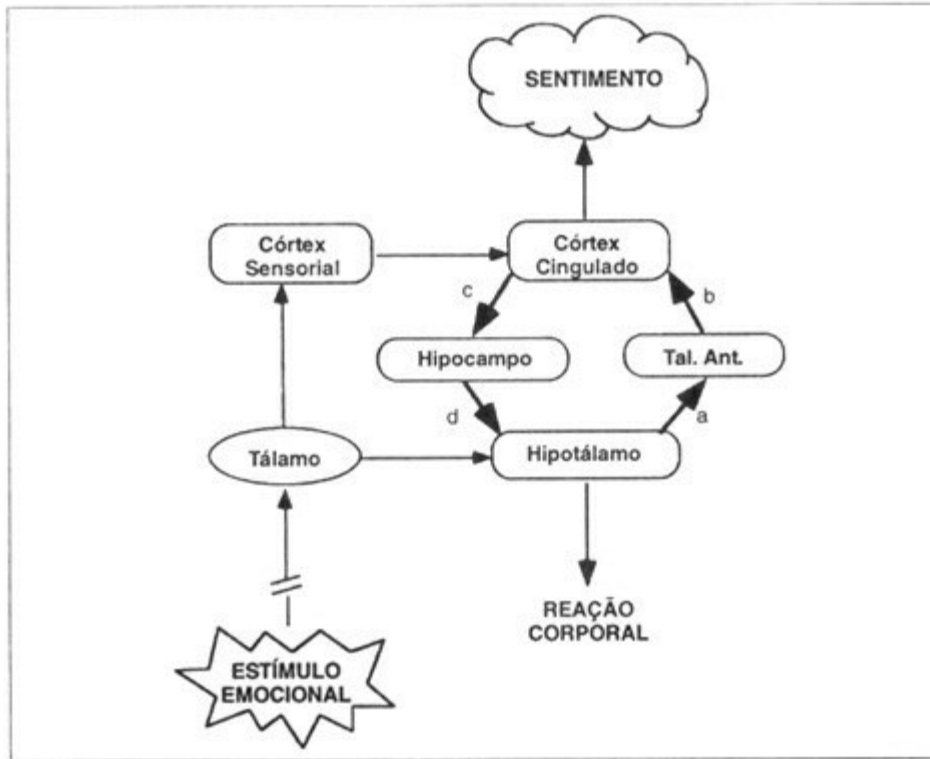 SENTIMENTO
Córtex
Sensorial
Córtex
Cingulado
c
b
Hipocampo
Tal. Ant.
d
a
Tálamo
Hipotálamo
REAÇÃO
CORPORAL
ESTÍMULO
EMOCIONAL